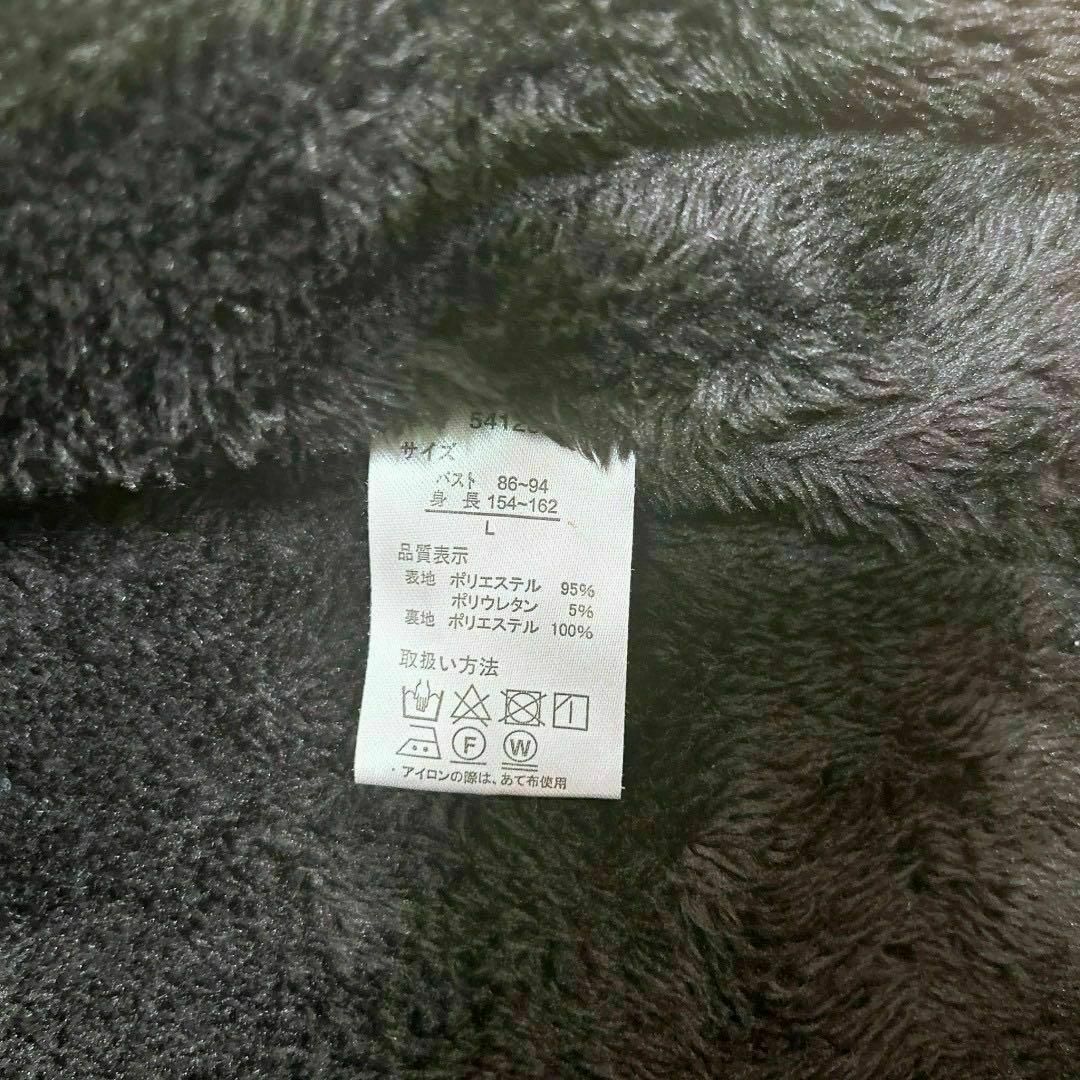 サイズ
バスト 86~94
身 長 154~162
L
品質表示
表地 ポリエステル 95%
ポリウレタン 5%
裏地 ポリエステル 100%
取扱い方法
F W
・アイロンの際は、あて布使用